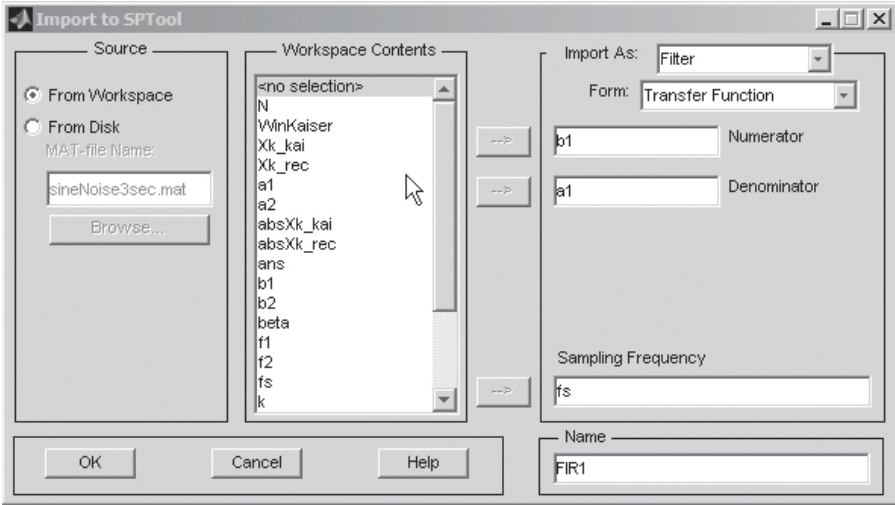 Import to SPTool
Source
From Workspace
From Disk
MAT-file Name:
sineNoise3sec.mat
Browse...
Workspace Contents
<no selection>
N
WinKaiser
Xk_kai
Xk_rec
a1
a2
absXk_kai
absXk_rec
ans
b1
b2
beta
f1
f2
fs
k
-->
-->
-->
Import As: Filter
Form: Transfer Function
b1 Numerator
a1 Denominator
Sampling Frequency
fs
OK Cancel Help
Name
FIR1